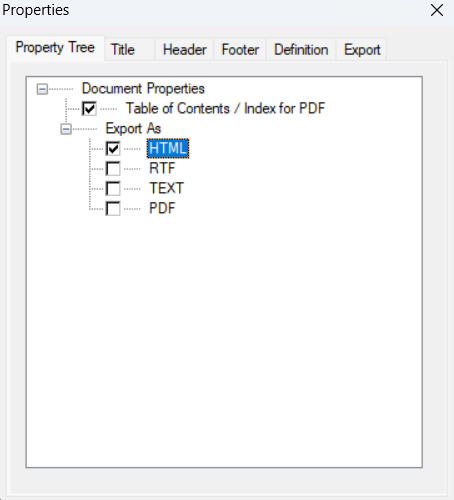 Properties
Property Tree Title Header Footer Definition Export
Document Properties
Table of Contents / Index for PDF
Export As
HTML
RTF
TEXT
PDF